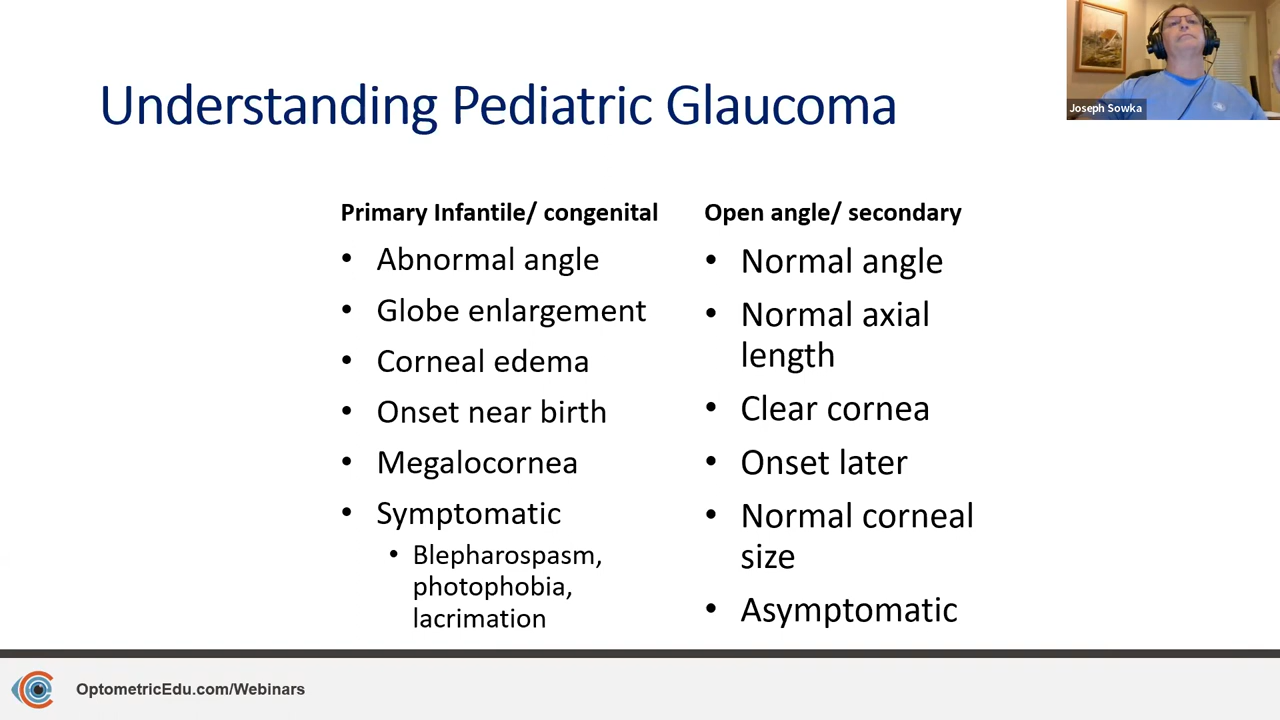 Understanding Pediatric Glaucoma
Joseph Sowka
Primary Infantile/ congenital
• Abnormal angle
• Globe enlargement
• Corneal edema
• Onset near birth
• Megalocornea
• Symptomatic
• Blepharospasm,
photophobia,
lacrimation
Open angle/ secondary
• Normal angle
• Normal axial
length
• Clear cornea
• Onset later
• Normal corneal
size
• Asymptomatic
OptometricEdu.com/Webinars